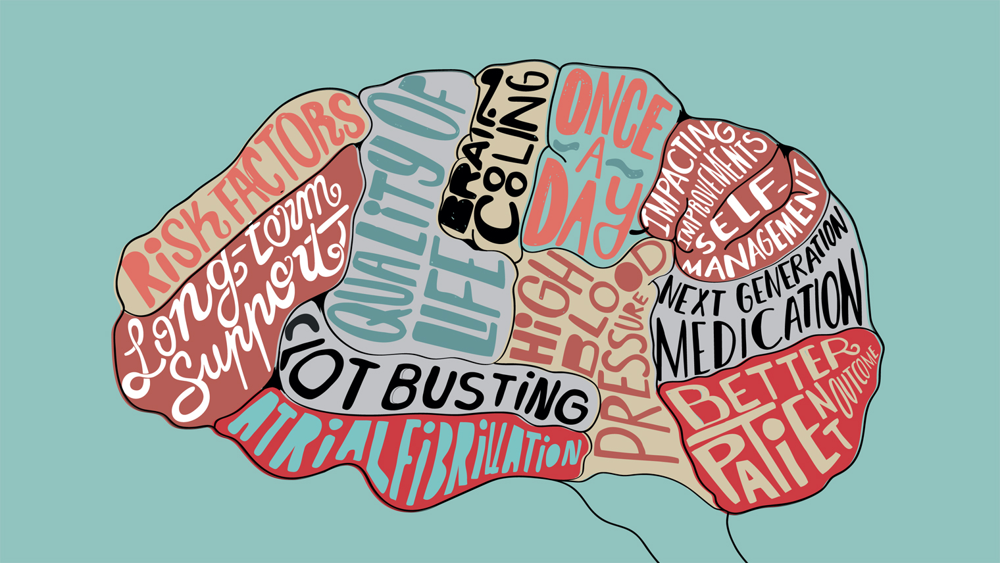 RiSK FACTORS
Long-term
Support
QUALiTY OF
LIFE
BRAIN
COOLING
ONCE
A
DAY
IMPACTING
IMPROVEMENTS
SELF-
MANAGEMENT
NEXT GENERATION
MEDICATION
HiGH
BLOOD
PRESSURE
CLOT BUSTiNG
ATRiAL FiBRiLLATiON
BETTER
PATiENT
OUTCOME